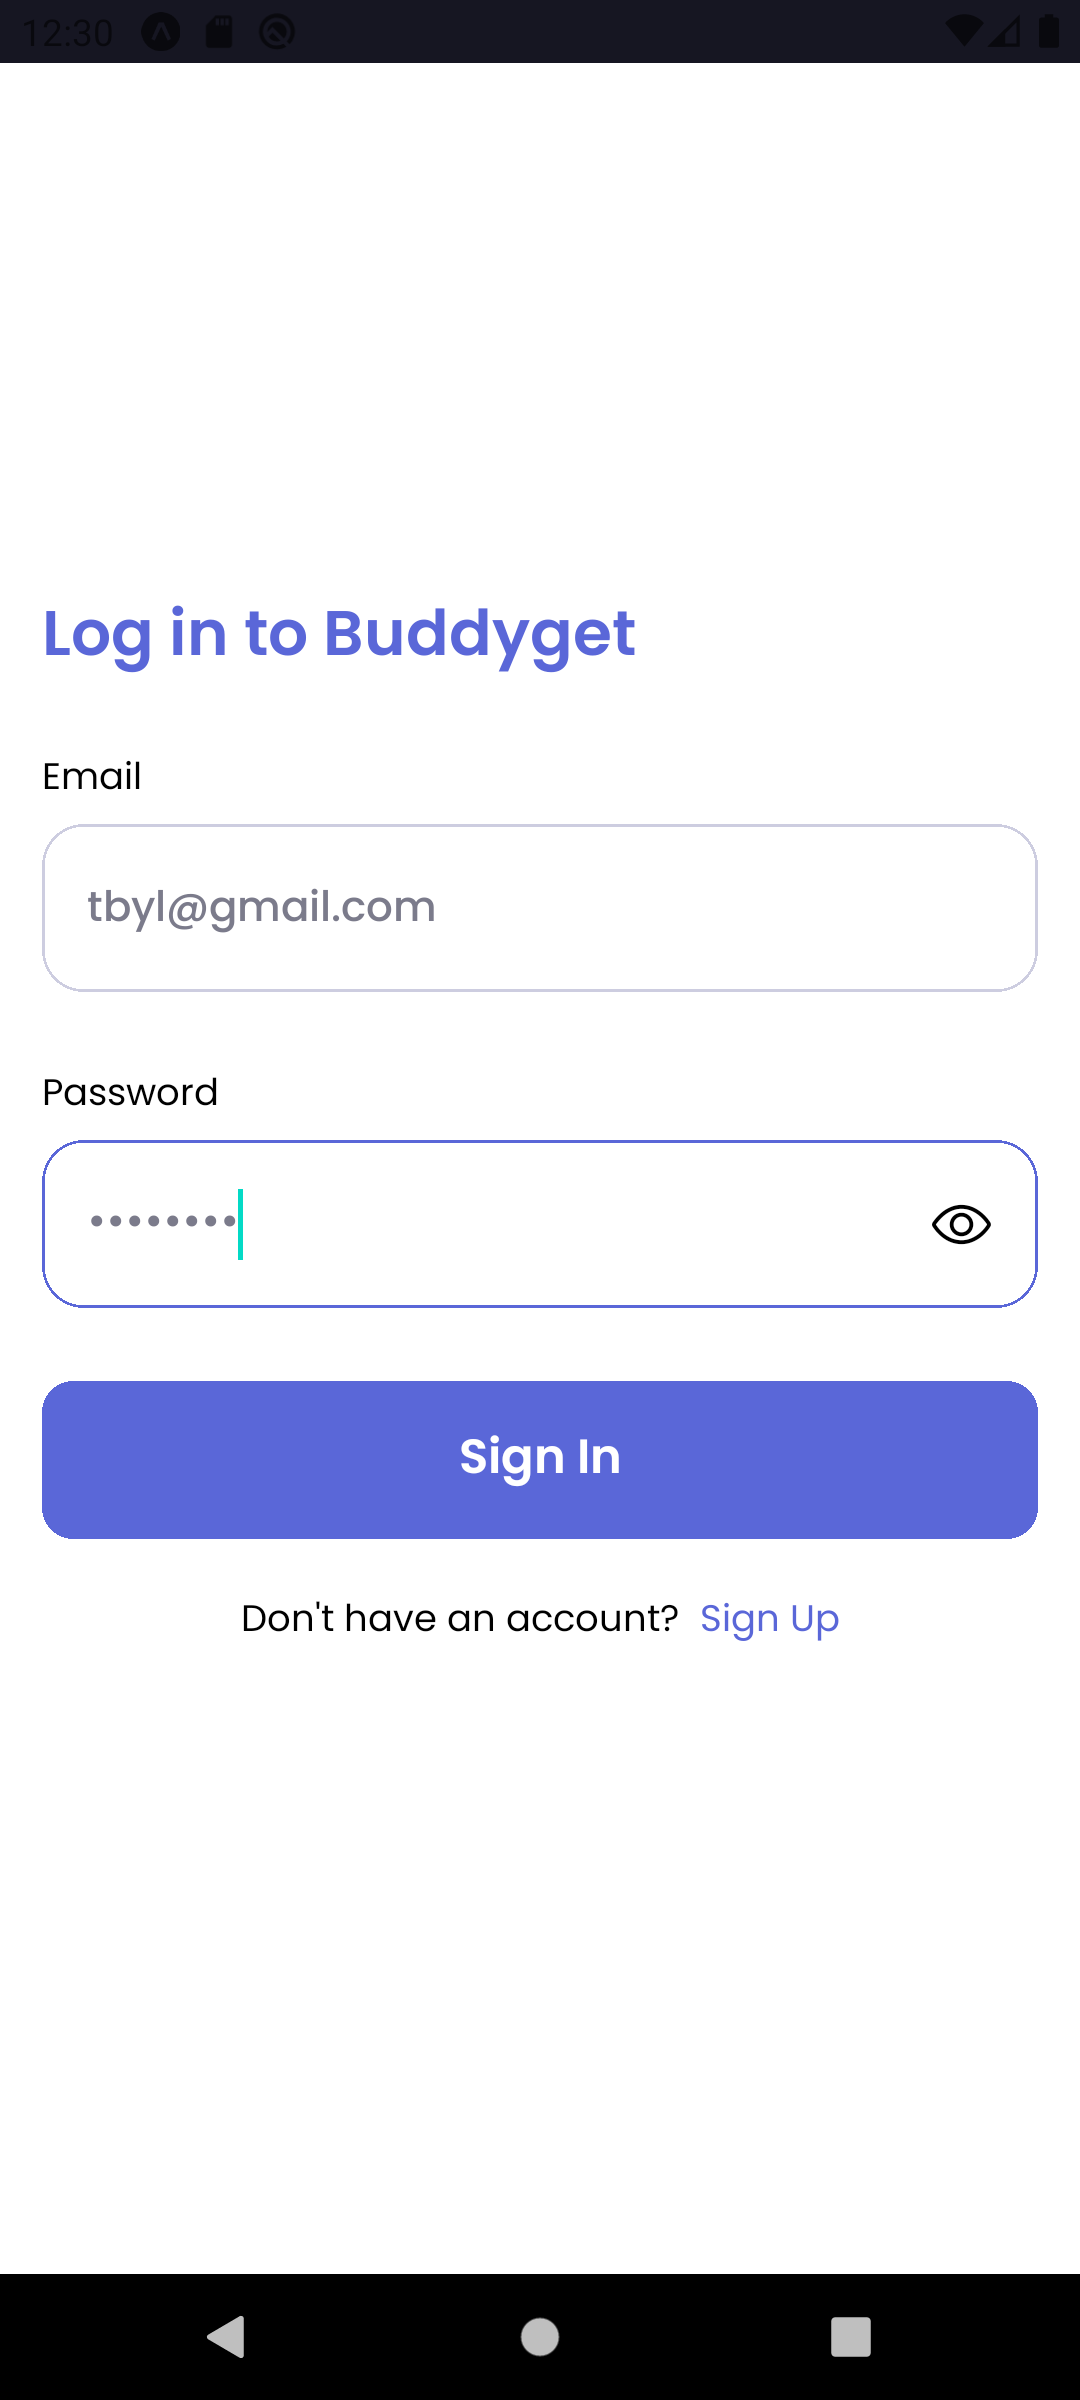 12:30
Log in to Buddyget
Email
tbyl@gmail.com
Password
••••••••
Sign In
Don't have an account? Sign Up